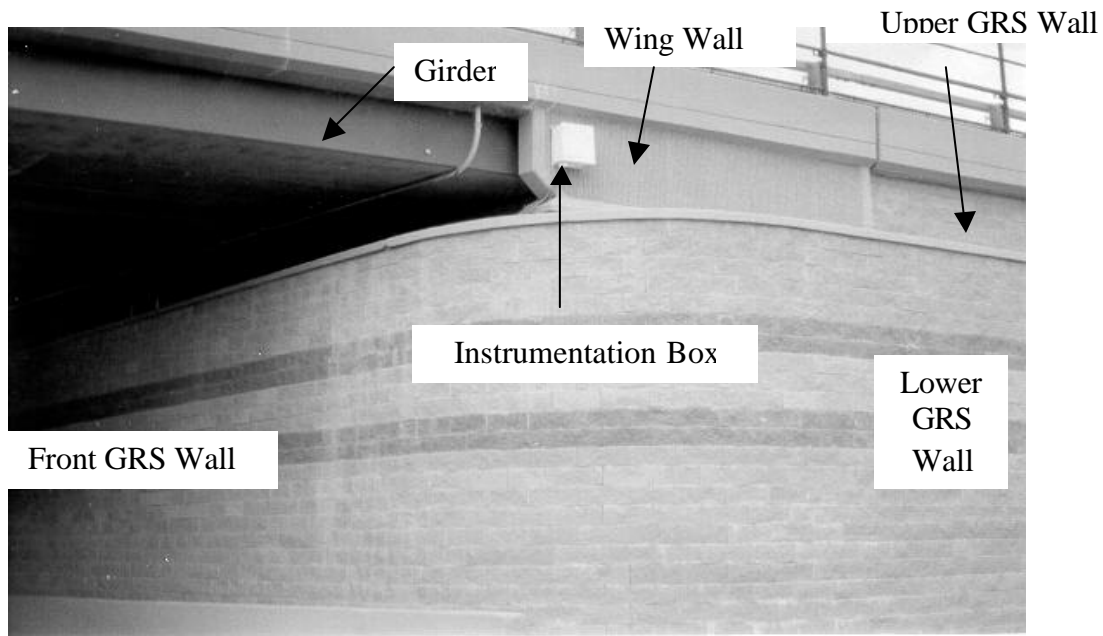 Upper GRS Wall
Wing Wall
Girder
Instrumentation Box
Lower
GRS
Wall
Front GRS Wall